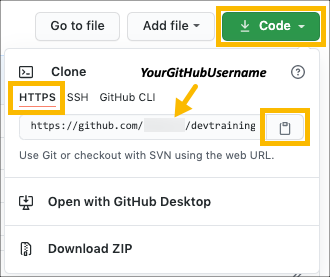 Go to file Add file Code
Clone YourGitHubUsername
HTTPS SSH GitHub CLI
https://github.com/ /devtraining
Use Git or checkout with SVN using the web URL.
Open with GitHub Desktop
Download ZIP